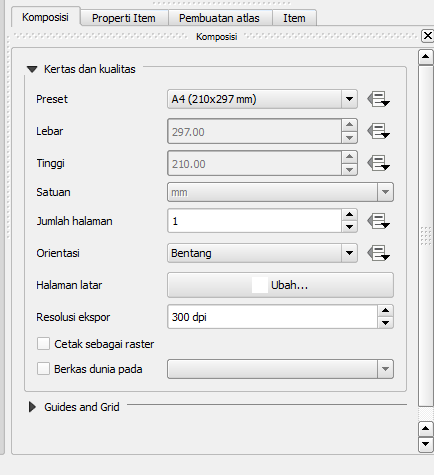 Komposisi Properti Item Pembuatan atlas Item
Komposisi
Kertas dan kualitas
Preset A4 (210x297 mm)
Lebar 297.00
Tinggi 210.00
Satuan mm
Jumlah halaman 1
Orientasi Bentang
Halaman latar Ubah...
Resolusi ekspor 300 dpi
Cetak sebagai raster
Berkas dunia pada
Guides and Grid